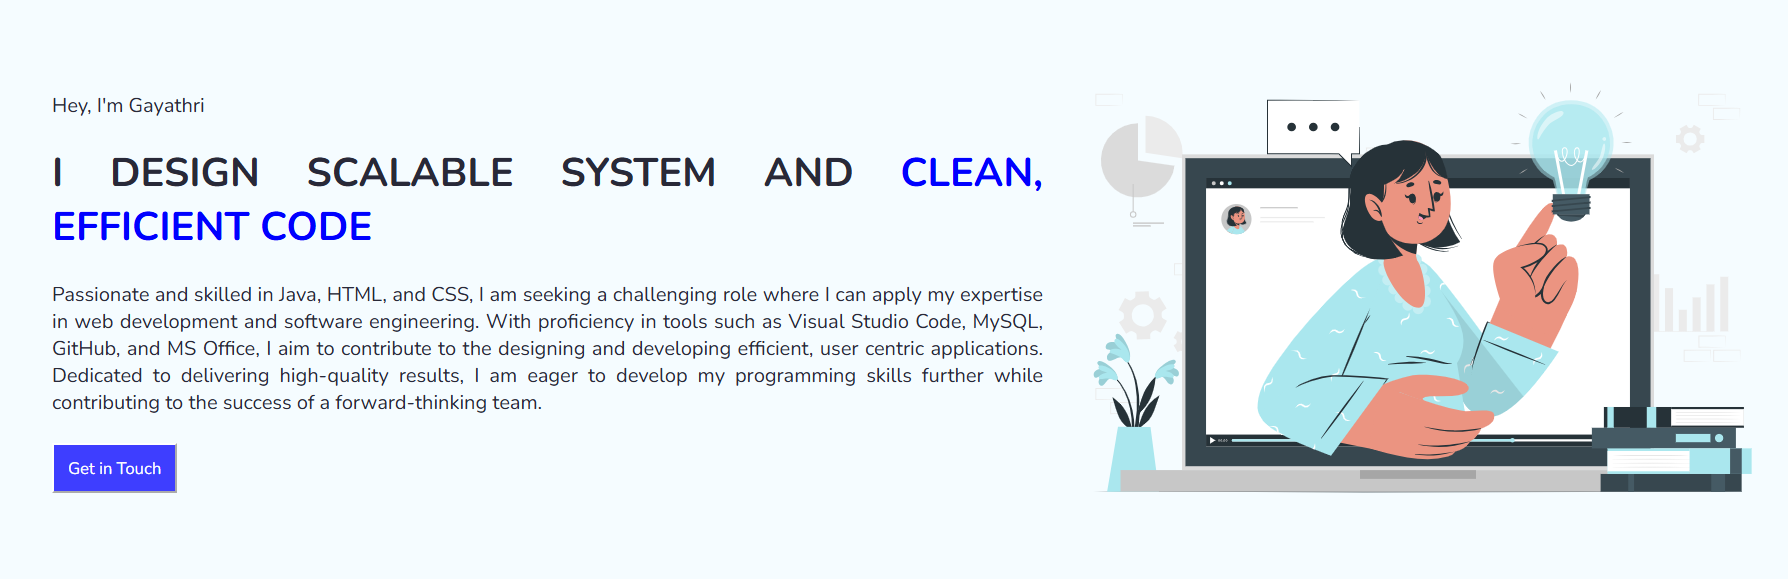 Hey, I'm Gayathri
I DESIGN SCALABLE SYSTEM AND CLEAN,
EFFICIENT CODE
Passionate and skilled in Java, HTML, and CSS, I am seeking a challenging role where I can apply my expertise
in web development and software engineering. With proficiency in tools such as Visual Studio Code, MySQL,
GitHub, and MS Office, I aim to contribute to the designing and developing efficient, user centric applications.
Dedicated to delivering high-quality results, I am eager to develop my programming skills further while
contributing to the success of a forward-thinking team.
Get in Touch